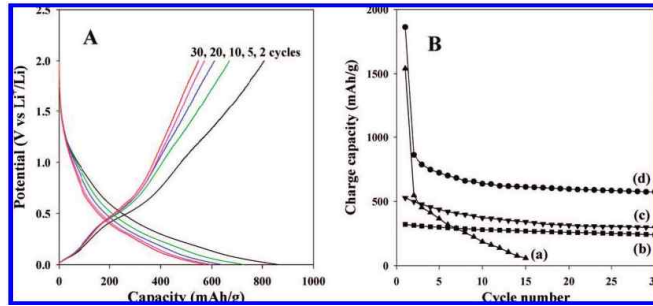 A
30, 20, 10, 5, 2 cycles
Potential (V vs Li⁺/Li)
2.5
2.0
1.5
1.0
0.5
0.0
0
200
400
600
800
1000
Capacity (mAh/g)
B
Charge capacity (mAh/g)
2000
1500
1000
500
0
(d)
(c)
(b)
(a)
0
5
10
15
20
25
30
Cycle number